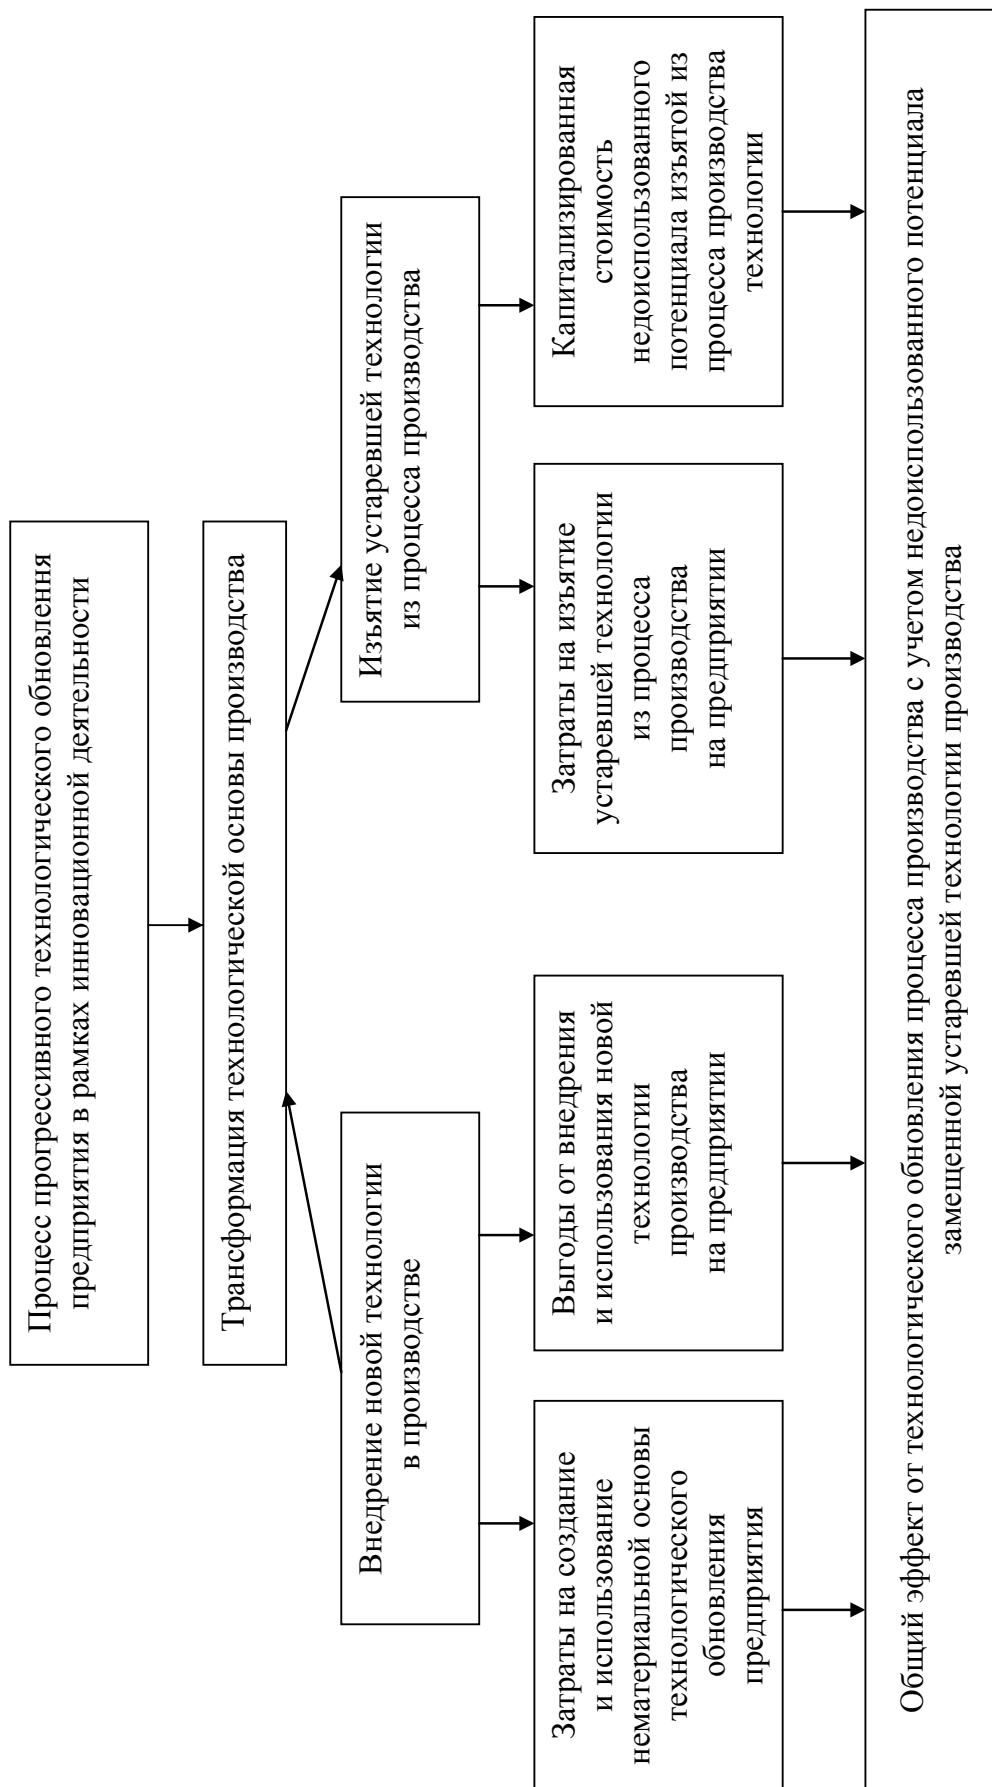 Процесс прогрессивного технологического обновления
предприятия в рамках инновационной деятельности
Трансформация технологической основы производства
Внедрение новой технологии
в производстве
Изъятие устаревшей технологии
из процесса производства
Затраты на создание
и использование
нематериальной основы
технологического
обновления
предприятия
Выгоды от внедрения
и использования новой
технологии
производства
на предприятии
Затраты на изъятие
устаревшей технологии
из процесса
производства
на предприятии
Капитализированная
стоимость
недоиспользованного
потенциала изъятой из
процесса производства
технологии
Общий эффект от технологического обновления процесса производства с учетом недоиспользованного потенциала
замещенной устаревшей технологии производства